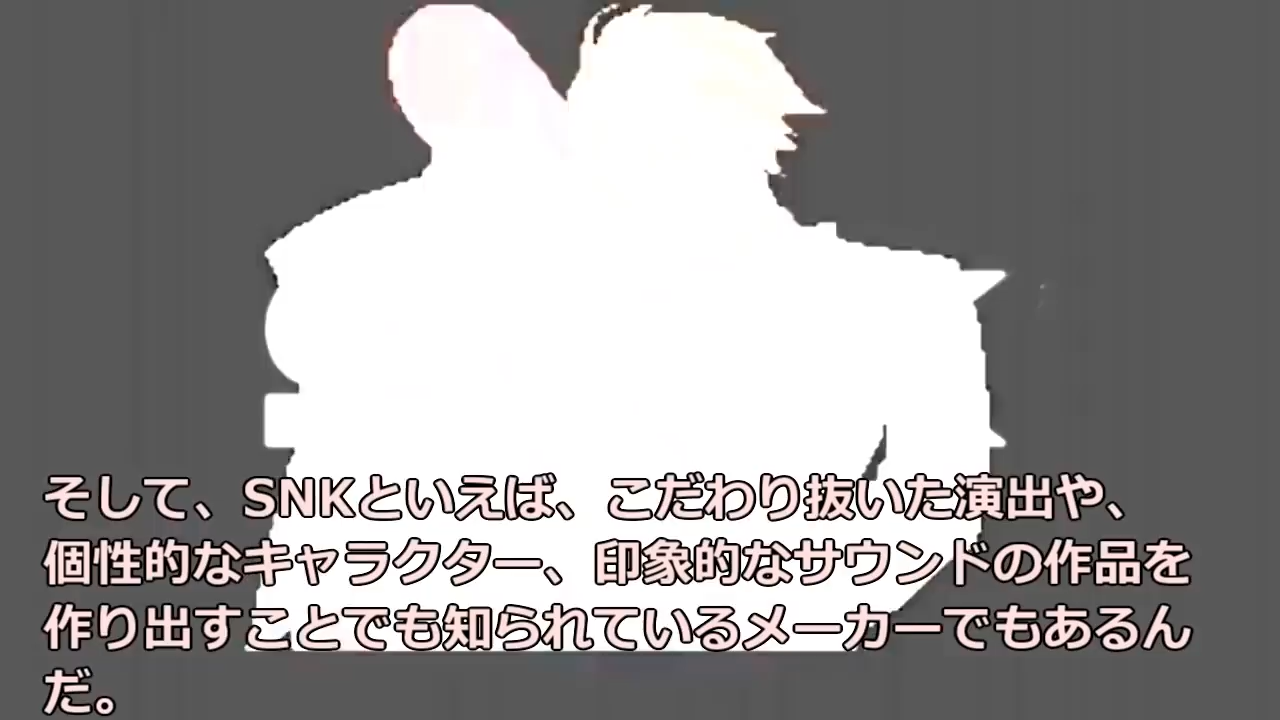 そして、SNKといえば、こだわり抜いた演出や、
個性的なキャラクター、印象的なサウンドの作品を
作り出すことでも知られているメーカーでもあるん
だ。